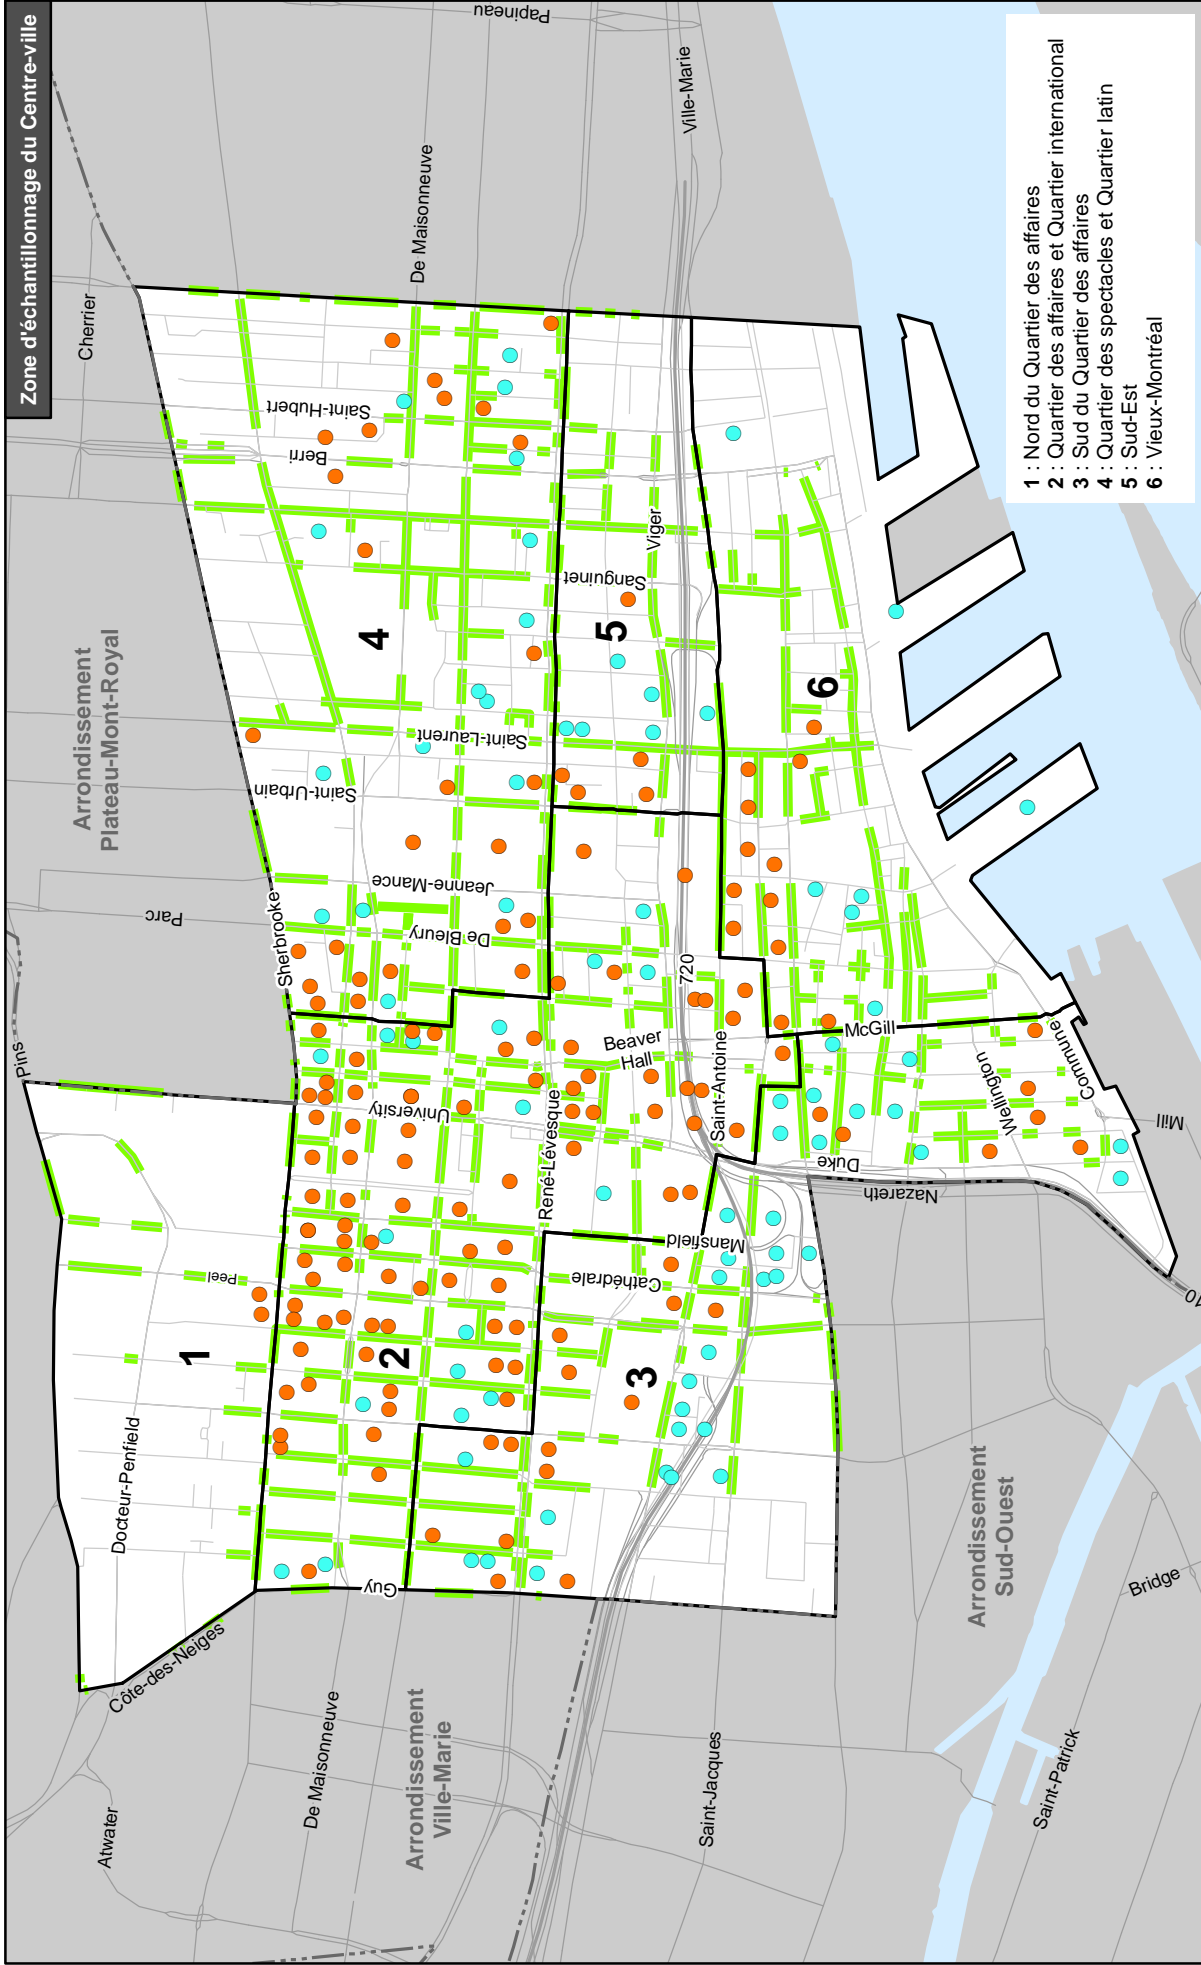 Zone d'échantillonnage du Centre-ville
Arrondissement
Plateau-Mont-Royal
Arrondissement
Ville-Marie
Arrondissement
Sud-Ouest
Papineau
Ville-Marie
De Maisonneuve
Cherrier
Saint-Hubert
Berri
Viger
Sanguinet
Saint-Laurent
Saint-Urbain
Jeanne-Mance
De Bleury
Parc
Sherbrooke
Pins
720
Beaver
Hall
McGill
University
René-Lévesque
Saint-Antoine
Wellington
Commune
Mill
Duke
Nazareth
Mansfield
Cathédrale
Peel
10
Docteur-Penfield
Guy
Côte-des-Neiges
De Maisonneuve
Atwater
Saint-Jacques
Saint-Patrick
Bridge
1
2
3
4
5
6
1 : Nord du Quartier des affaires
2 : Quartier des affaires et Quartier international
3 : Sud du Quartier des affaires
4 : Quartier des spectacles et Quartier latin
5 : Sud-Est
6 : Vieux-Montréal